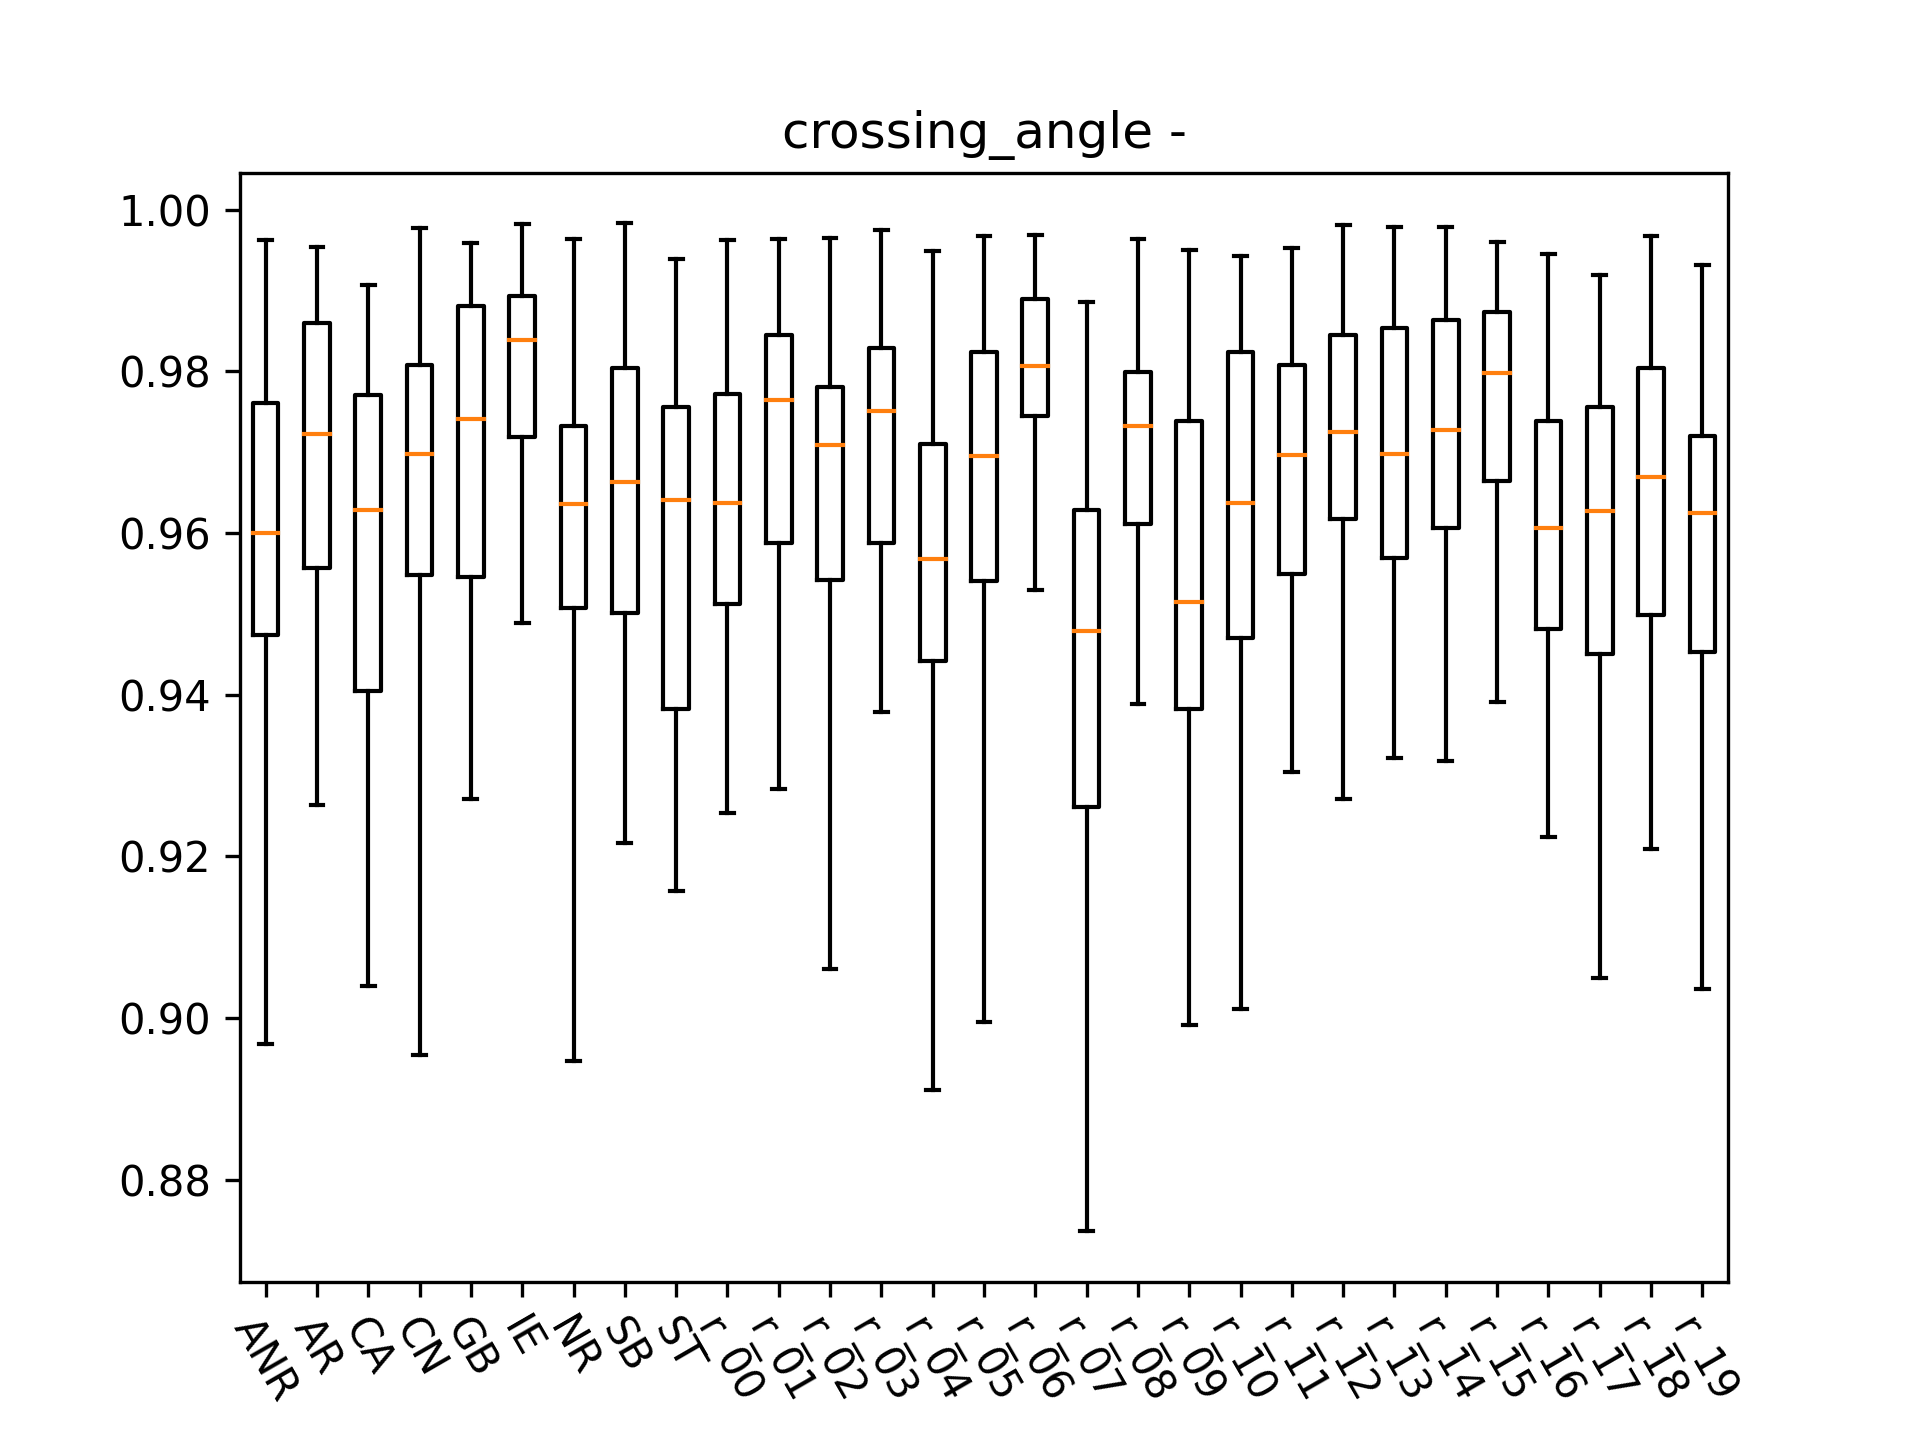 crossing_angle -
1.00
0.98
0.96
0.94
0.92
0.90
0.88
ANR
AR
CA
CN
GB
IE
NR
SB
ST
r_00
r_01
r_02
r_03
r_04
r_05
r_06
r_07
r_08
r_09
r_10
r_11
r_12
r_13
r_14
r_15
r_16
r_17
r_18
r_19